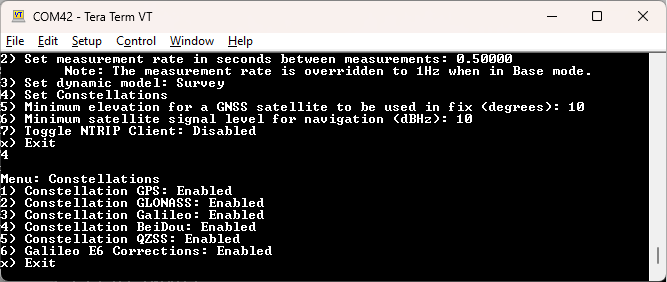 COM42 - Tera Term VT
File Edit Setup Control Window Help
2) Set measurement rate in seconds between measurements: 0.50000
Note: The measurement rate is overridden to 1Hz when in Base mode.
3) Set dynamic model: Survey
4) Set Constellations
5) Minimum elevation for a GNSS satellite to be used in fix (degrees): 10
6) Minimum satellite signal level for navigation (dBHz): 10
7) Toggle NTRIP Client: Disabled
x) Exit
4
Menu: Constellations
1) Constellation GPS: Enabled
2) Constellation GLONASS: Enabled
3) Constellation Galileo: Enabled
4) Constellation BeiDou: Enabled
5) Constellation QZSS: Enabled
6) Galileo E6 Corrections: Enabled
x) Exit